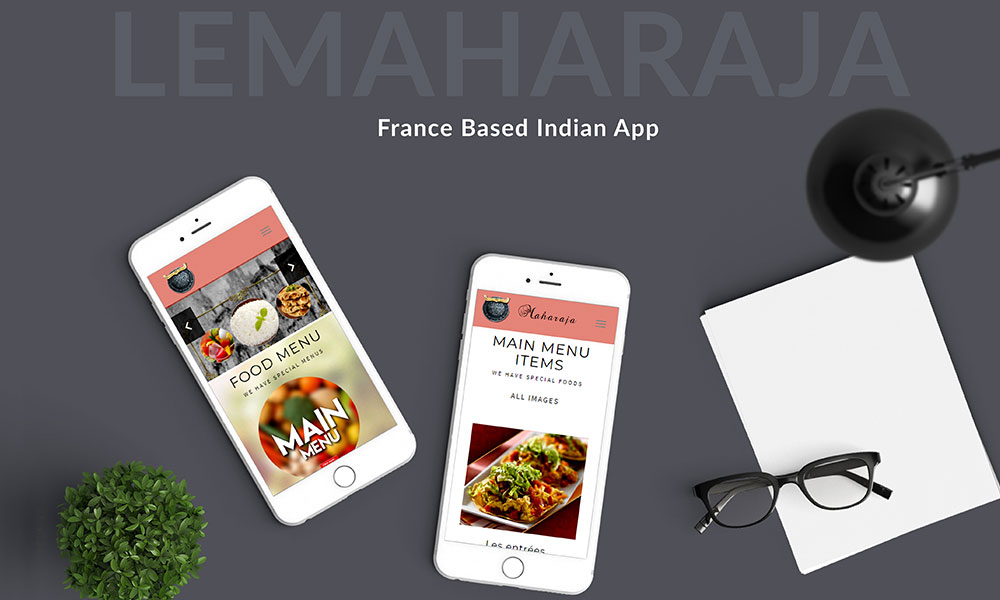 LEMAHARAJA
France Based Indian App
FOOD MENU
WE HAVE SPECIAL MENUS
MAIN
MENU
Maharaja
MAIN MENU
ITEMS
WE HAVE SPECIAL FOODS
ALL IMAGES
Les entrées